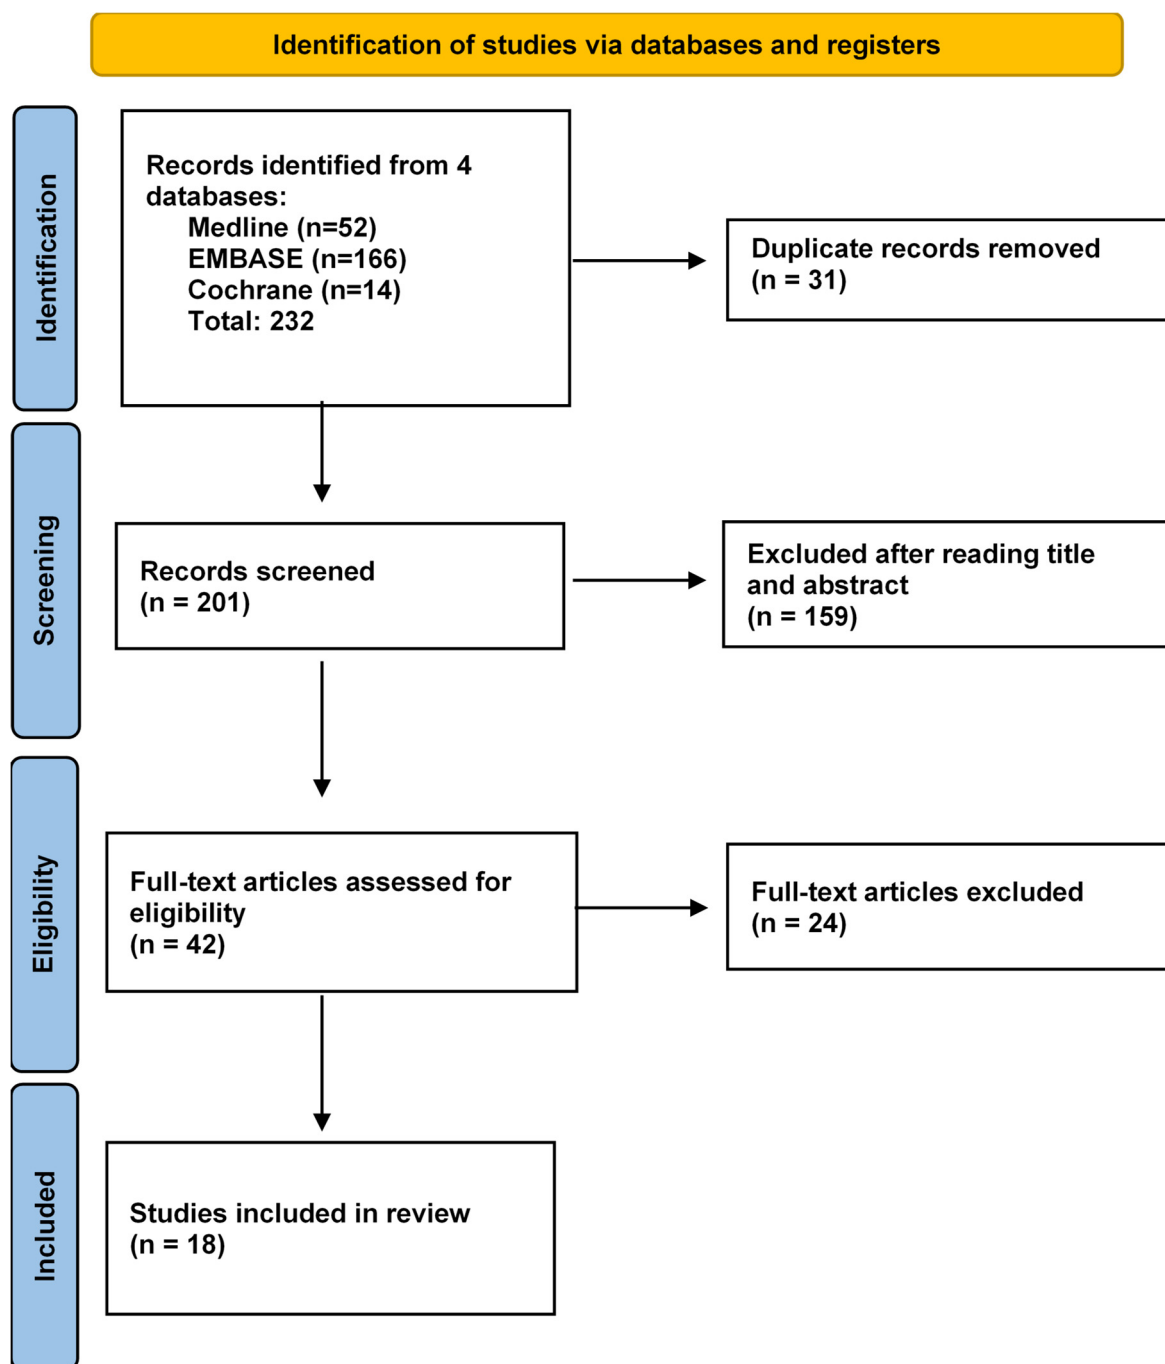 Identification of studies via databases and registers
Identification
Records identified from 4
databases:
Medline (n=52)
EMBASE (n=166)
Cochrane (n=14)
Total: 232
Duplicate records removed
(n = 31)
Screening
Records screened
(n = 201)
Excluded after reading title
and abstract
(n = 159)
Eligibility
Full-text articles assessed for
eligibility
(n = 42)
Full-text articles excluded
(n = 24)
Included
Studies included in review
(n = 18)